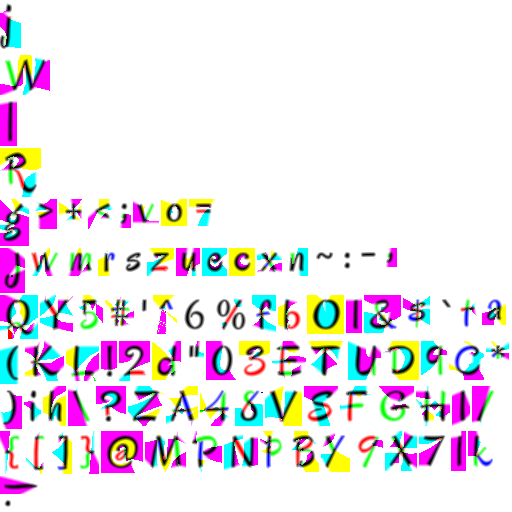 j
W
|
R
g > + < ; v o =
j w m r s z u e c x n ~ : - ,
Q Y 5 # ' ^ 6 % f b O l & $ ` t a
( K L ! 2 d " 0 3 E T U D 9 C *
) i h \ ? Z A 4 8 V S F G H /
{ [ ] } @ M P N B y 9 X 7 I k
_
.